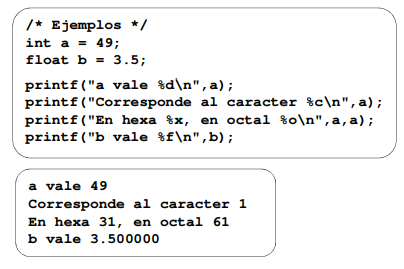 /* Ejemplos */
int a = 49;
float b = 3.5;
printf("a vale %d\n",a);
printf("Corresponde al caracter %c\n",a);
printf("En hexa %x, en octal %o\n",a,a);
printf("b vale %f\n",b);
a vale 49
Corresponde al caracter 1
En hexa 31, en octal 61
b vale 3.500000